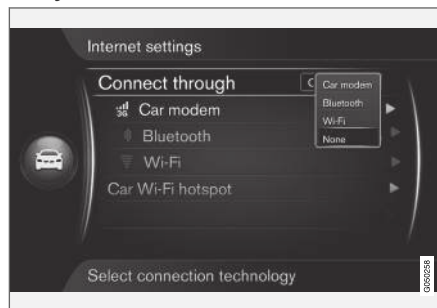 Internet settings
Connect through
C
Car modem
Bluetooth
Wi-Fi
None
3G Car modem
Bluetooth
Wi-Fi
Car Wi-Fi hotspot
Select connection technology
G050258